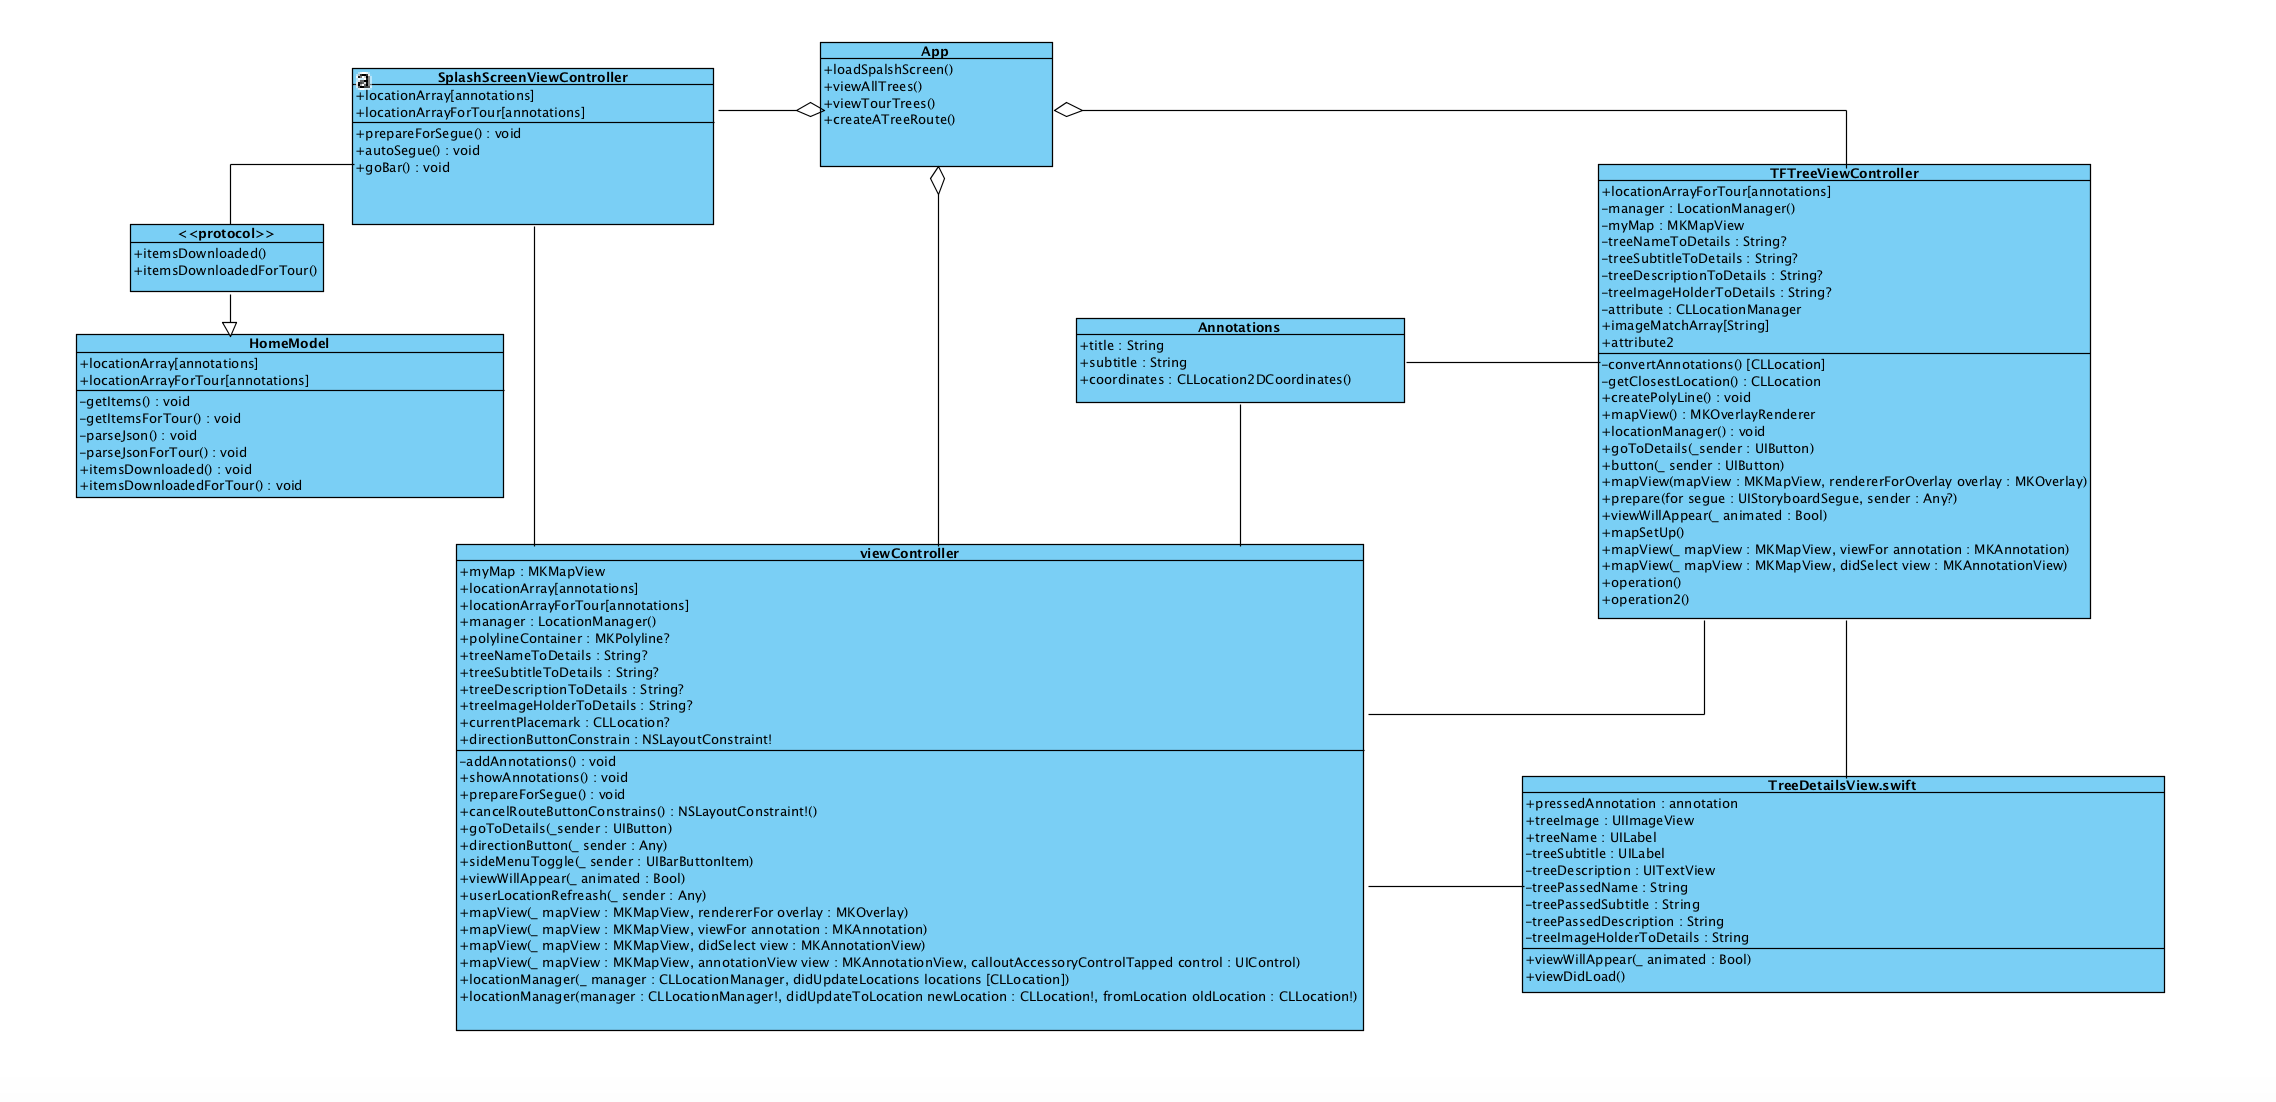 App
+loadSpalshScreen()
+viewAllTrees()
+viewTourTrees()
+createATreeRoute()
a
SplashScreenViewController
+locationArray[annotations]
+locationArrayForTour[annotations]
+prepareForSegue() : void
+autoSegue() : void
+goBar() : void
<<protocol>>
+itemsDownloaded()
+itemsDownloadedForTour()
HomeModel
+locationArray[annotations]
+locationArrayForTour[annotations]
-getItems() : void
-getItemsForTour() : void
-parseJson() : void
-parseJsonForTour() : void
+itemsDownloaded() : void
+itemsDownloadedForTour() : void
Annotations
+title : String
+subtitle : String
+coordinates : CLLocation2DCoordinates()
TFTreeViewController
+locationArrayForTour[annotations]
-manager : LocationManager()
-myMap : MKMapView
-treeNameToDetails : String?
-treeSubtitleToDetails : String?
-treeDescriptionToDetails : String?
-treeImageHolderToDetails : String?
-attribute : CLLocationManager
+imageMatchArray[String]
+attribute2
-convertAnnotations() [CLLocation]
-getClosestLocation() : CLLocation
+createPolyLine() : void
+mapView() : MKOverlayRenderer
+locationManager() : void
+goToDetails(_sender : UIButton)
+button(_ sender : UIButton)
+mapView(mapView : MKMapView, rendererForOverlay overlay : MKOverlay)
+prepare(for segue : UIStoryboardSegue, sender : Any?)
+viewWillAppear(_ animated : Bool)
+mapSetUp()
+mapView(_ mapView : MKMapView, viewFor annotation : MKAnnotation)
+mapView(_ mapView : MKMapView, didSelect view : MKAnnotationView)
+operation()
+operation2()
viewController
+myMap : MKMapView
+locationArray[annotations]
+locationArrayForTour[annotations]
+manager : LocationManager()
+polylineContainer : MKPolyline?
+treeNameToDetails : String?
+treeSubtitleToDetails : String?
+treeDescriptionToDetails : String?
+treeImageHolderToDetails : String?
+currentPlacemark : CLLocation?
+directionButtonConstrain : NSLayoutConstraint!
-addAnnotations() : void
+showAnnotations() : void
+prepareForSegue() : void
+cancelRouteButtonConstrains() : NSLayoutConstraint!()
+goToDetails(_sender : UIButton)
+directionButton(_ sender : Any)
+sideMenuToggle(_ sender : UIBarButtonItem)
+viewWillAppear(_ animated : Bool)
+userLocationRefreash(_ sender : Any)
+mapView(_ mapView : MKMapView, rendererFor overlay : MKOverlay)
+mapView(_ mapView : MKMapView, viewFor annotation : MKAnnotation)
+mapView(_ mapView : MKMapView, didSelect view : MKAnnotationView)
+mapView(_ mapView : MKMapView, annotationView view : MKAnnotationView, calloutAccessoryControlTapped control : UIControl)
+locationManager(_ manager : CLLocationManager, didUpdateLocations locations [CLLocation])
+locationManager(manager : CLLocationManager!, didUpdateToLocation newLocation : CLLocation!, fromLocation oldLocation : CLLocation!)
TreeDetailsView.swift
+pressedAnnotation : annotation
+treeImage : UIImageView
+treeName : UILabel
-treeSubtitle : UILabel
-treeDescription : UITextView
-treePassedName : String
-treePassedSubtitle : String
-treePassedDescription : String
-treeImageHolderToDetails : String
+viewWillAppear(_ animated : Bool)
+viewDidLoad()